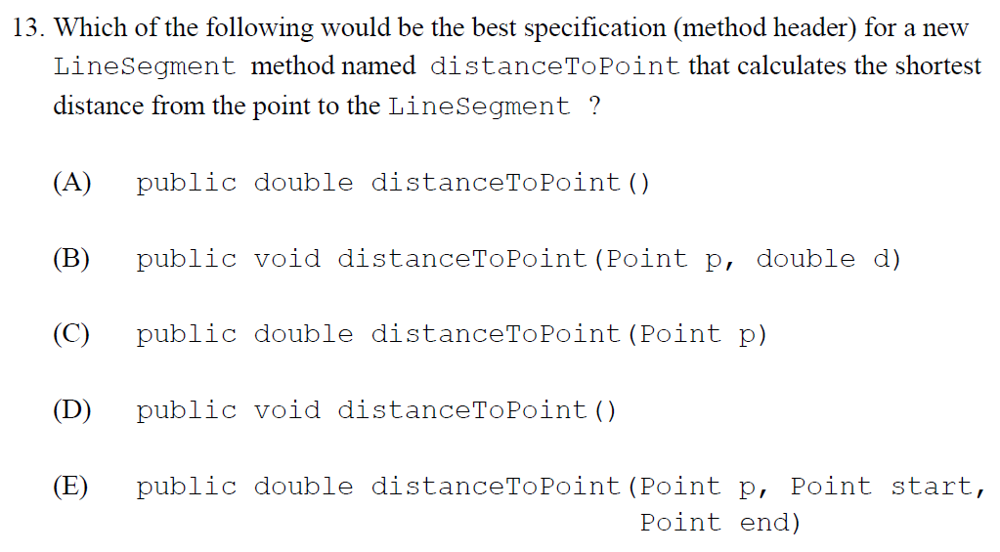 13. Which of the following would be the best specification (method header) for a new
LineSegment method named distanceToPoint that calculates the shortest
distance from the point to the LineSegment ?
(A) public double distanceToPoint()
(B) public void distanceToPoint(Point p, double d)
(C) public double distanceToPoint(Point p)
(D) public void distanceToPoint()
(E) public double distanceToPoint(Point p, Point start,
Point end)